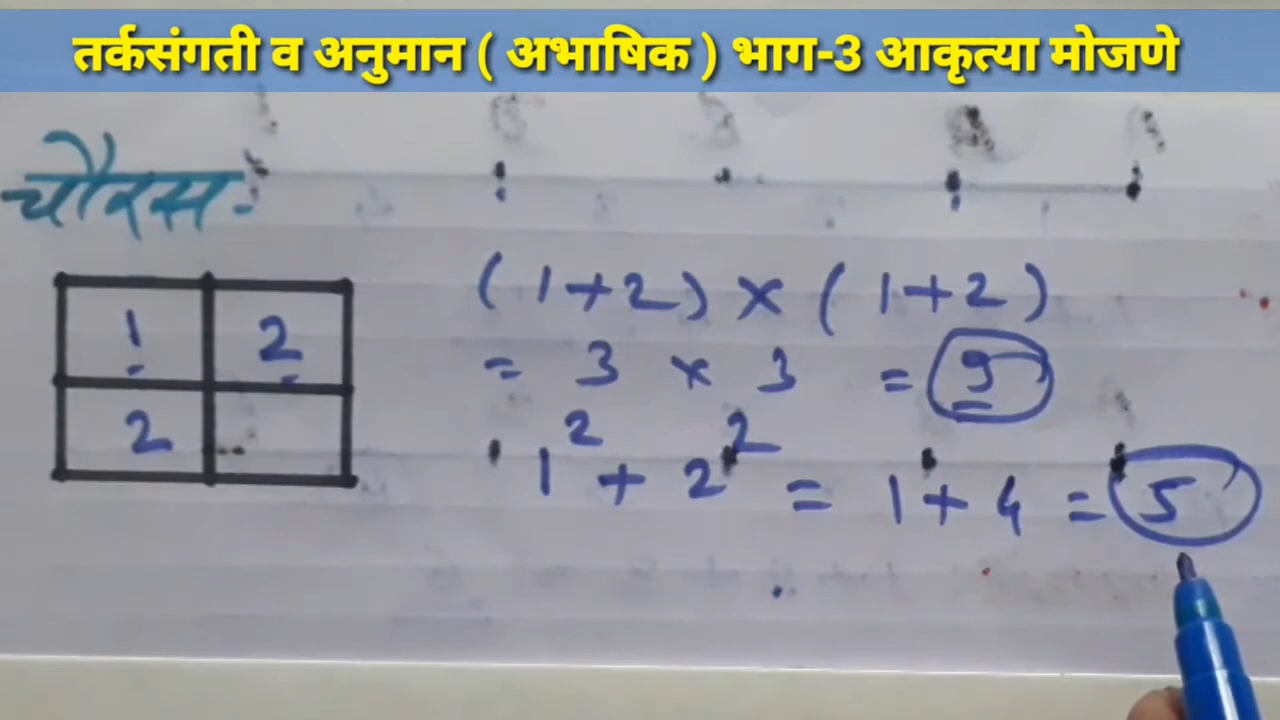 तर्कसंगती व अनुमान ( अभाषिक ) भाग-3 आकृत्या मोजणे
चौरस -
1 2
2
( 1 + 2 ) × ( 1 + 2 )
= 3 × 3 = 9
1² + 2² = 1 + 4 = 5